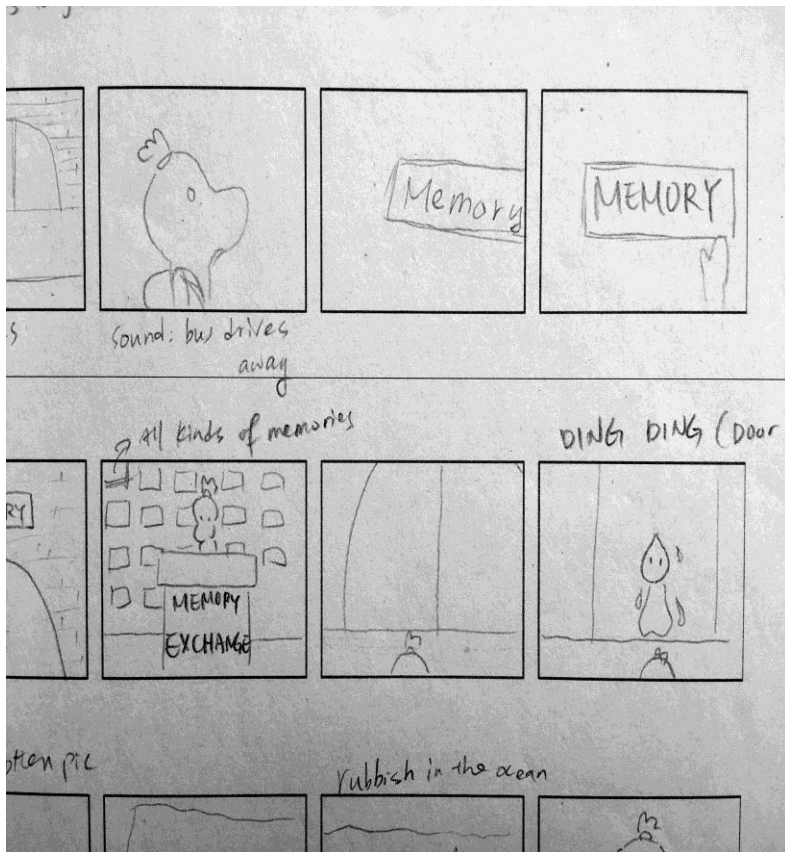 Memory
MEMORY
Sound: bus drives
away
All kinds of memories
DING DING (Door
RY
MEMORY
EXCHANGE
pic
rubbish in the ocean